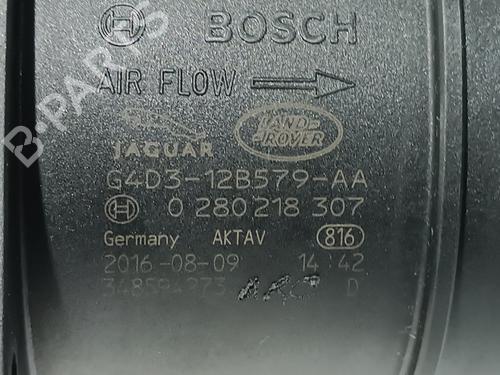 BOSCH
AIR FLOW
JAGUAR
LAND ROVER
G4D3-12B579-AA
0 280 218 307
Germany AKTAV 816
2016-08-09 14:42
348594273 D
B-PARTS